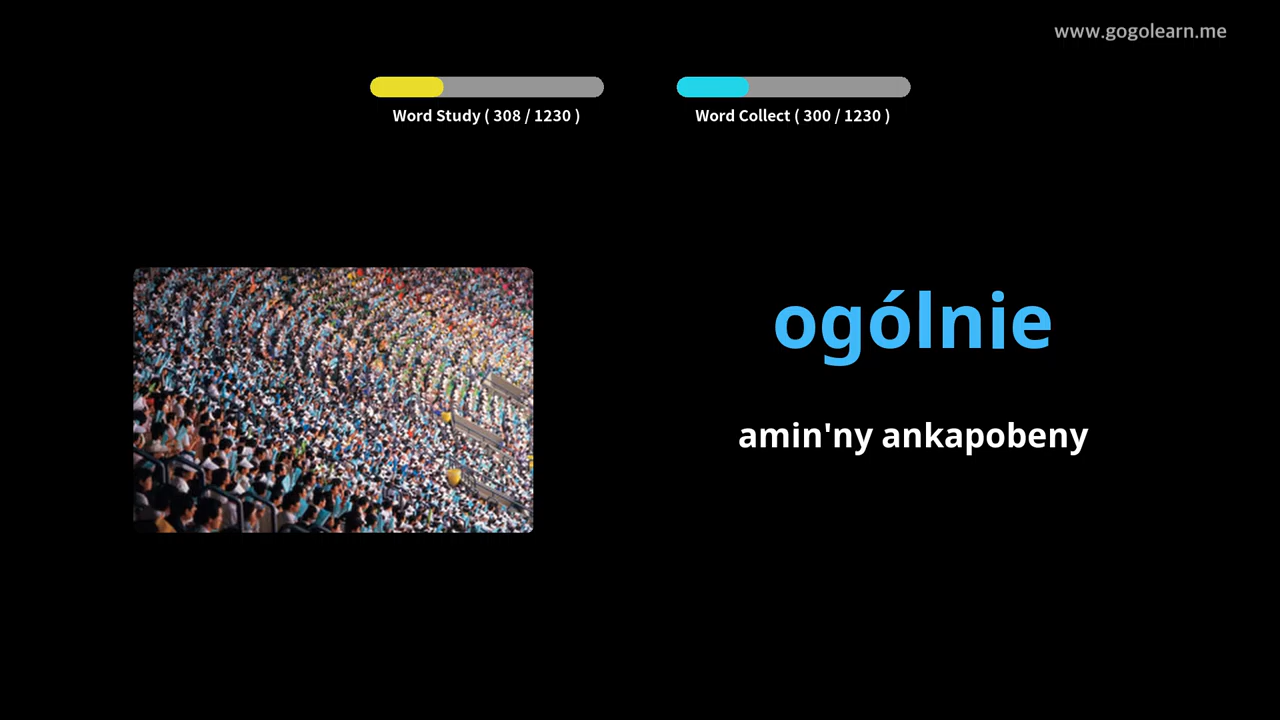 www.gogolearn.me
Word Study ( 308 / 1230 )
Word Collect ( 300 / 1230 )
ogólnie
amin'ny ankapobeny